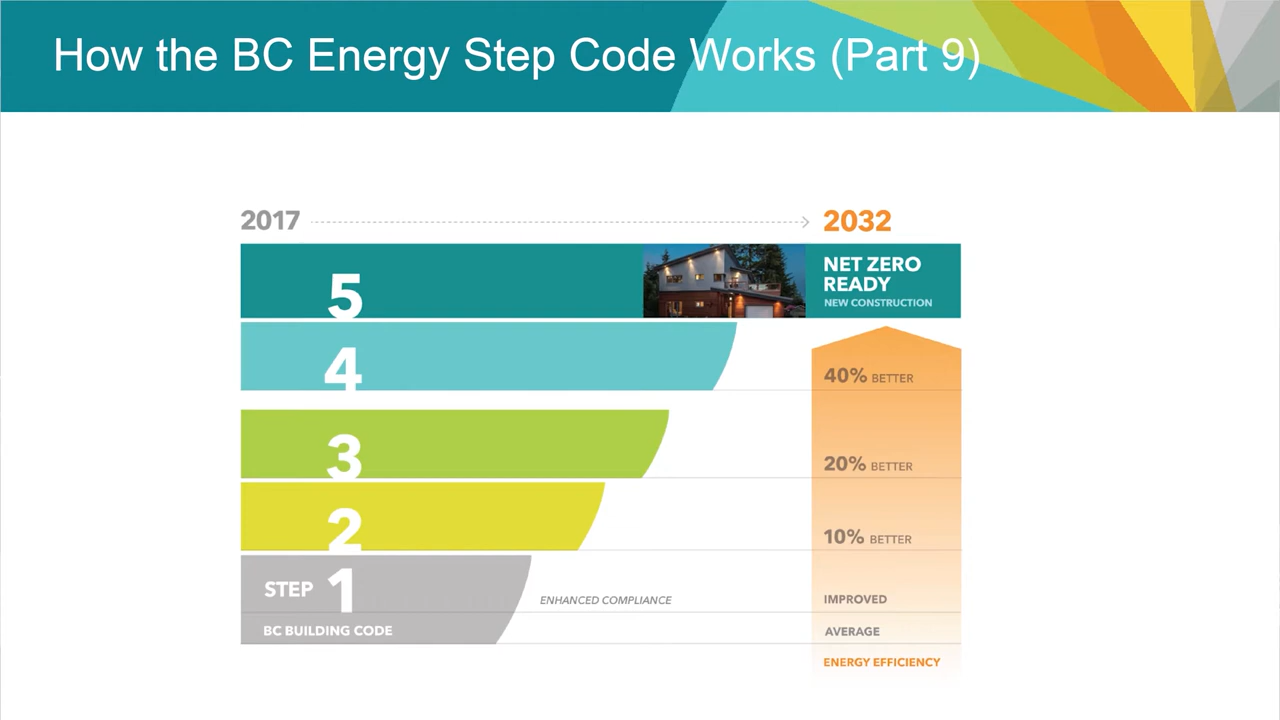 How the BC Energy Step Code Works (Part 9)
2017
2032
5
NET ZERO
READY
NEW CONSTRUCTION
4
40% BETTER
3
20% BETTER
2
10% BETTER
STEP 1
ENHANCED COMPLIANCE
IMPROVED
BC BUILDING CODE
AVERAGE
ENERGY EFFICIENCY